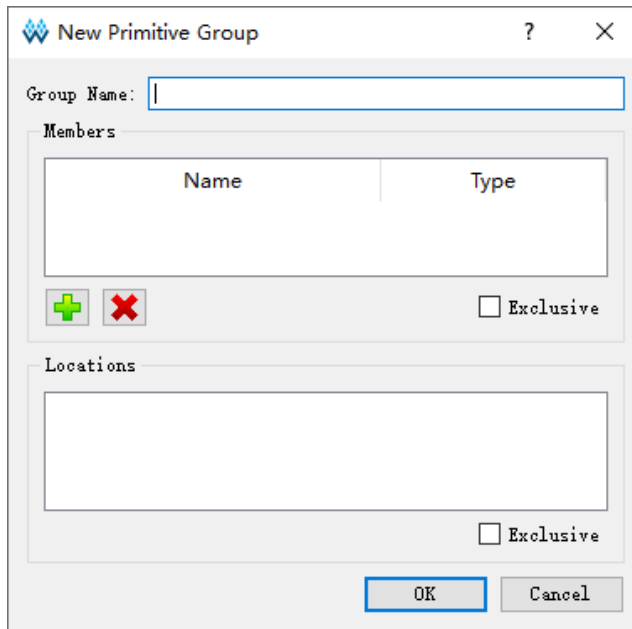 New Primitive Group ?
Group Name:
Members
Name Type
Exclusive
Locations
Exclusive
OK Cancel